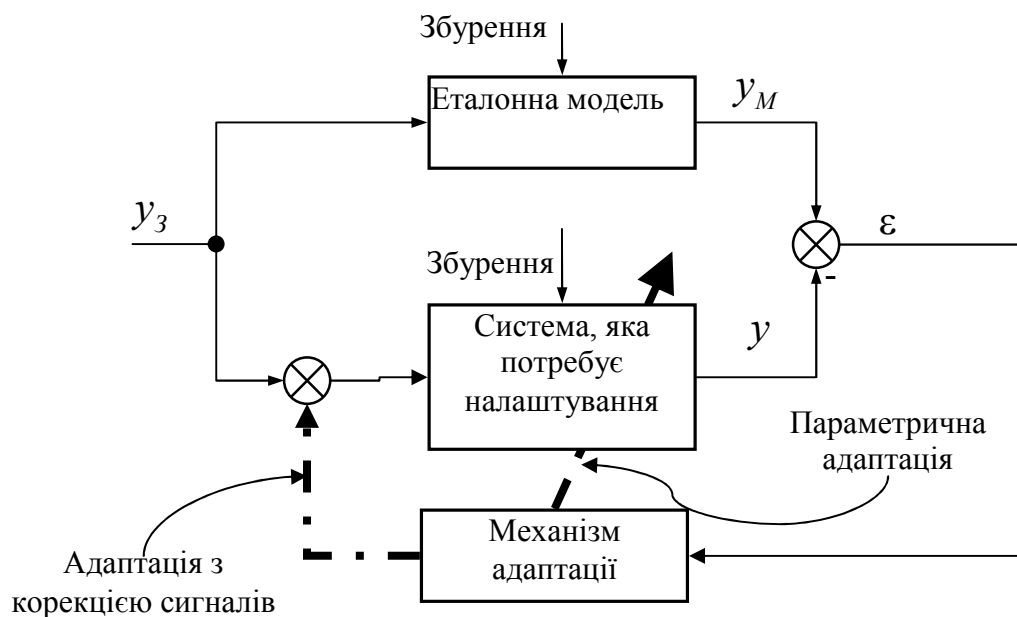 Збурення
Еталонна модель
y_M
y_З
ε
Збурення
-
Система, яка
потребує
налаштування
y
Параметрична
адаптація
Механізм
адаптації
Адаптація з
корекцією сигналів